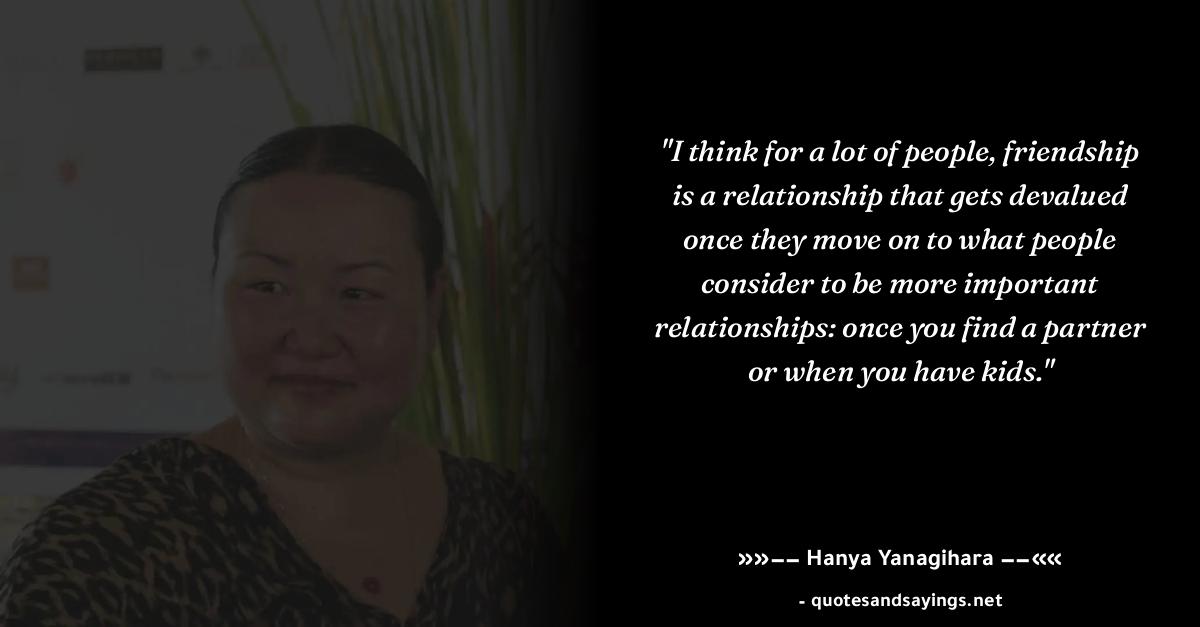 "I think for a lot of people, friendship
is a relationship that gets devalued
once they move on to what people
consider to be more important
relationships: once you find a partner
or when you have kids."
»»−− Hanya Yanagihara −−««
- quotesandsayings.net